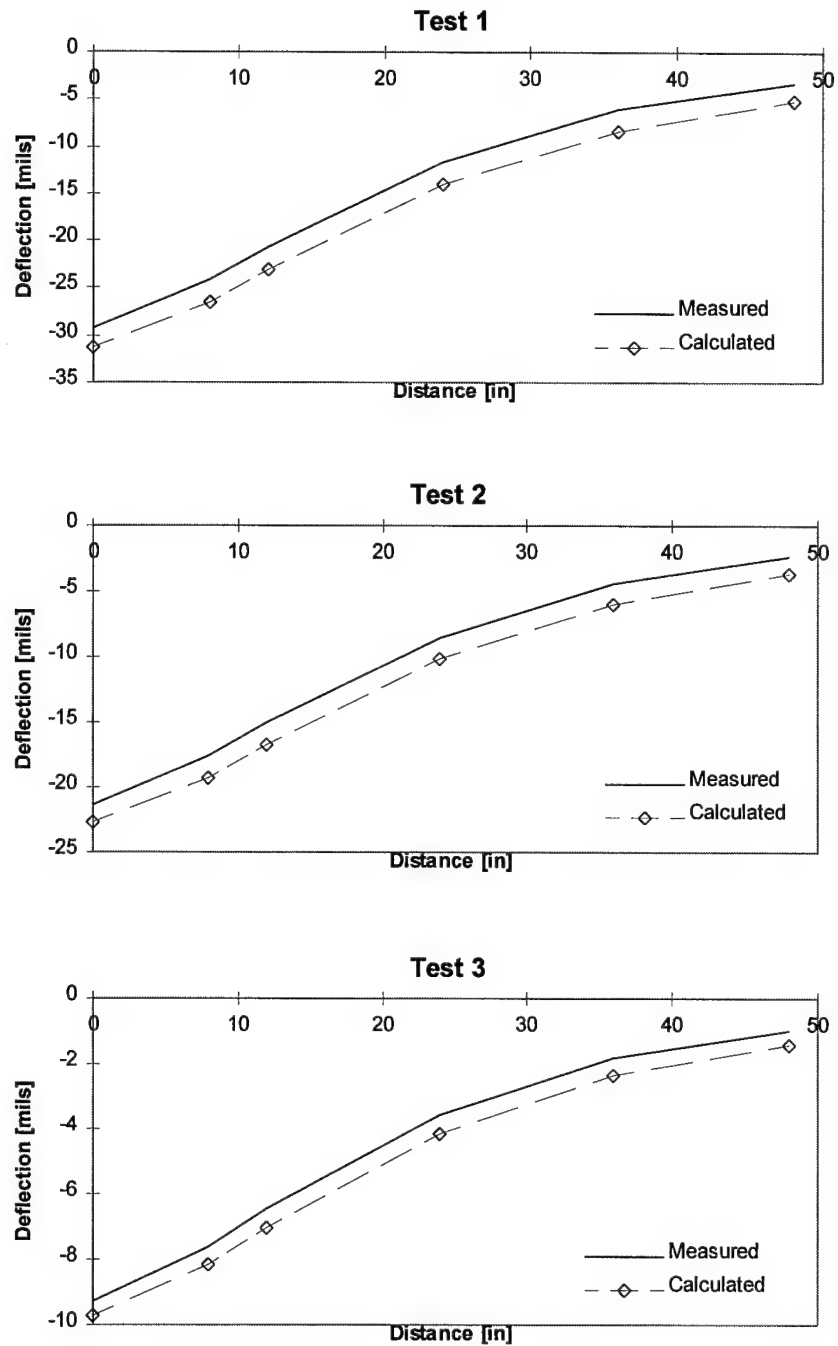 Test 1
0
0
10
20
30
40
50
-5
-10
-15
-20
-25
-30
-35
Deflection [mils]
Measured
Calculated
Distance [in]
Test 2
0
0
10
20
30
40
50
-5
-10
-15
-20
-25
Deflection [mils]
Measured
Calculated
Distance [in]
Test 3
0
0
10
20
30
40
50
-2
-4
-6
-8
-10
Deflection [mils]
Measured
Calculated
Distance [in]